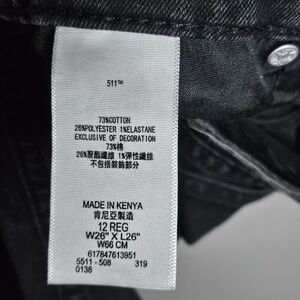 511™
73%COTTON
26%POLYESTER 1%ELASTANE
EXCLUSIVE OF DECORATION
73%棉
26%聚酯纖維 1%彈性纖維
不包括裝飾部分
MADE IN KENYA
肯尼亞製造
12 REG
W26" X L26"
W66 CM
617847613951
5511 - 508 319
0138